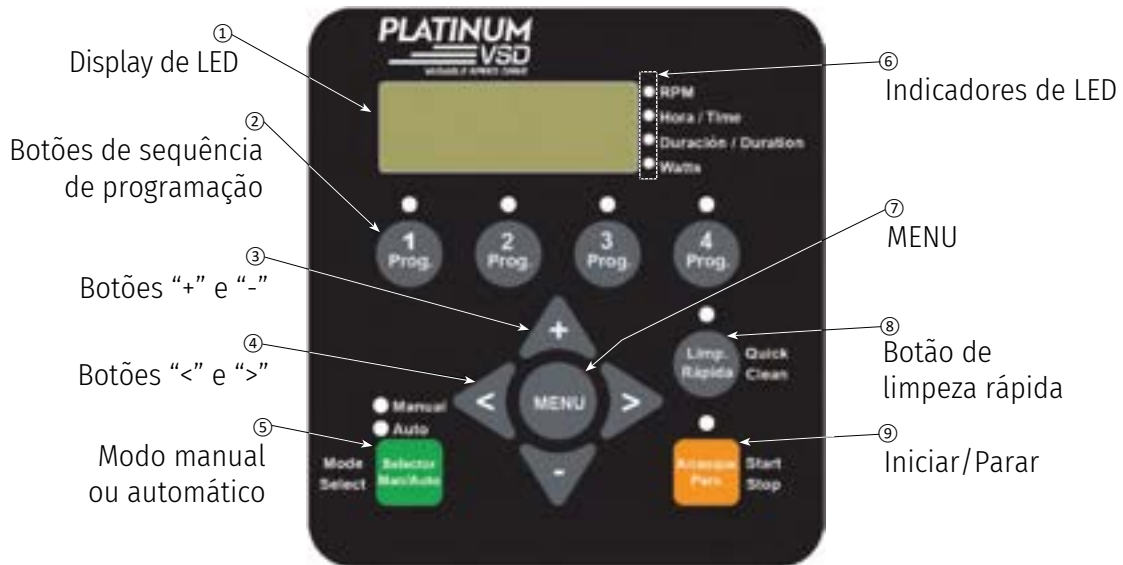 ①
Display de LED
②
Botões de sequência
de programação
③
Botões “+” e “-”
④
Botões “<” e “>”
⑤
Modo manual
ou automático
PLATINUM
VSD
VARIABLE SPEED DRIVE
RPM
Hora / Time
Duración / Duration
Watts
1
Prog.
2
Prog.
3
Prog.
4
Prog.
+
<
MENU
>
-
Limp.
Rápida
Quick
Clean
Manual
Auto
Mode
Select
Selector
Man/Auto
Arranque
Paro
Start
Stop
⑥
Indicadores de LED
⑦
MENU
⑧
Botão de
limpeza rápida
⑨
Iniciar/Parar